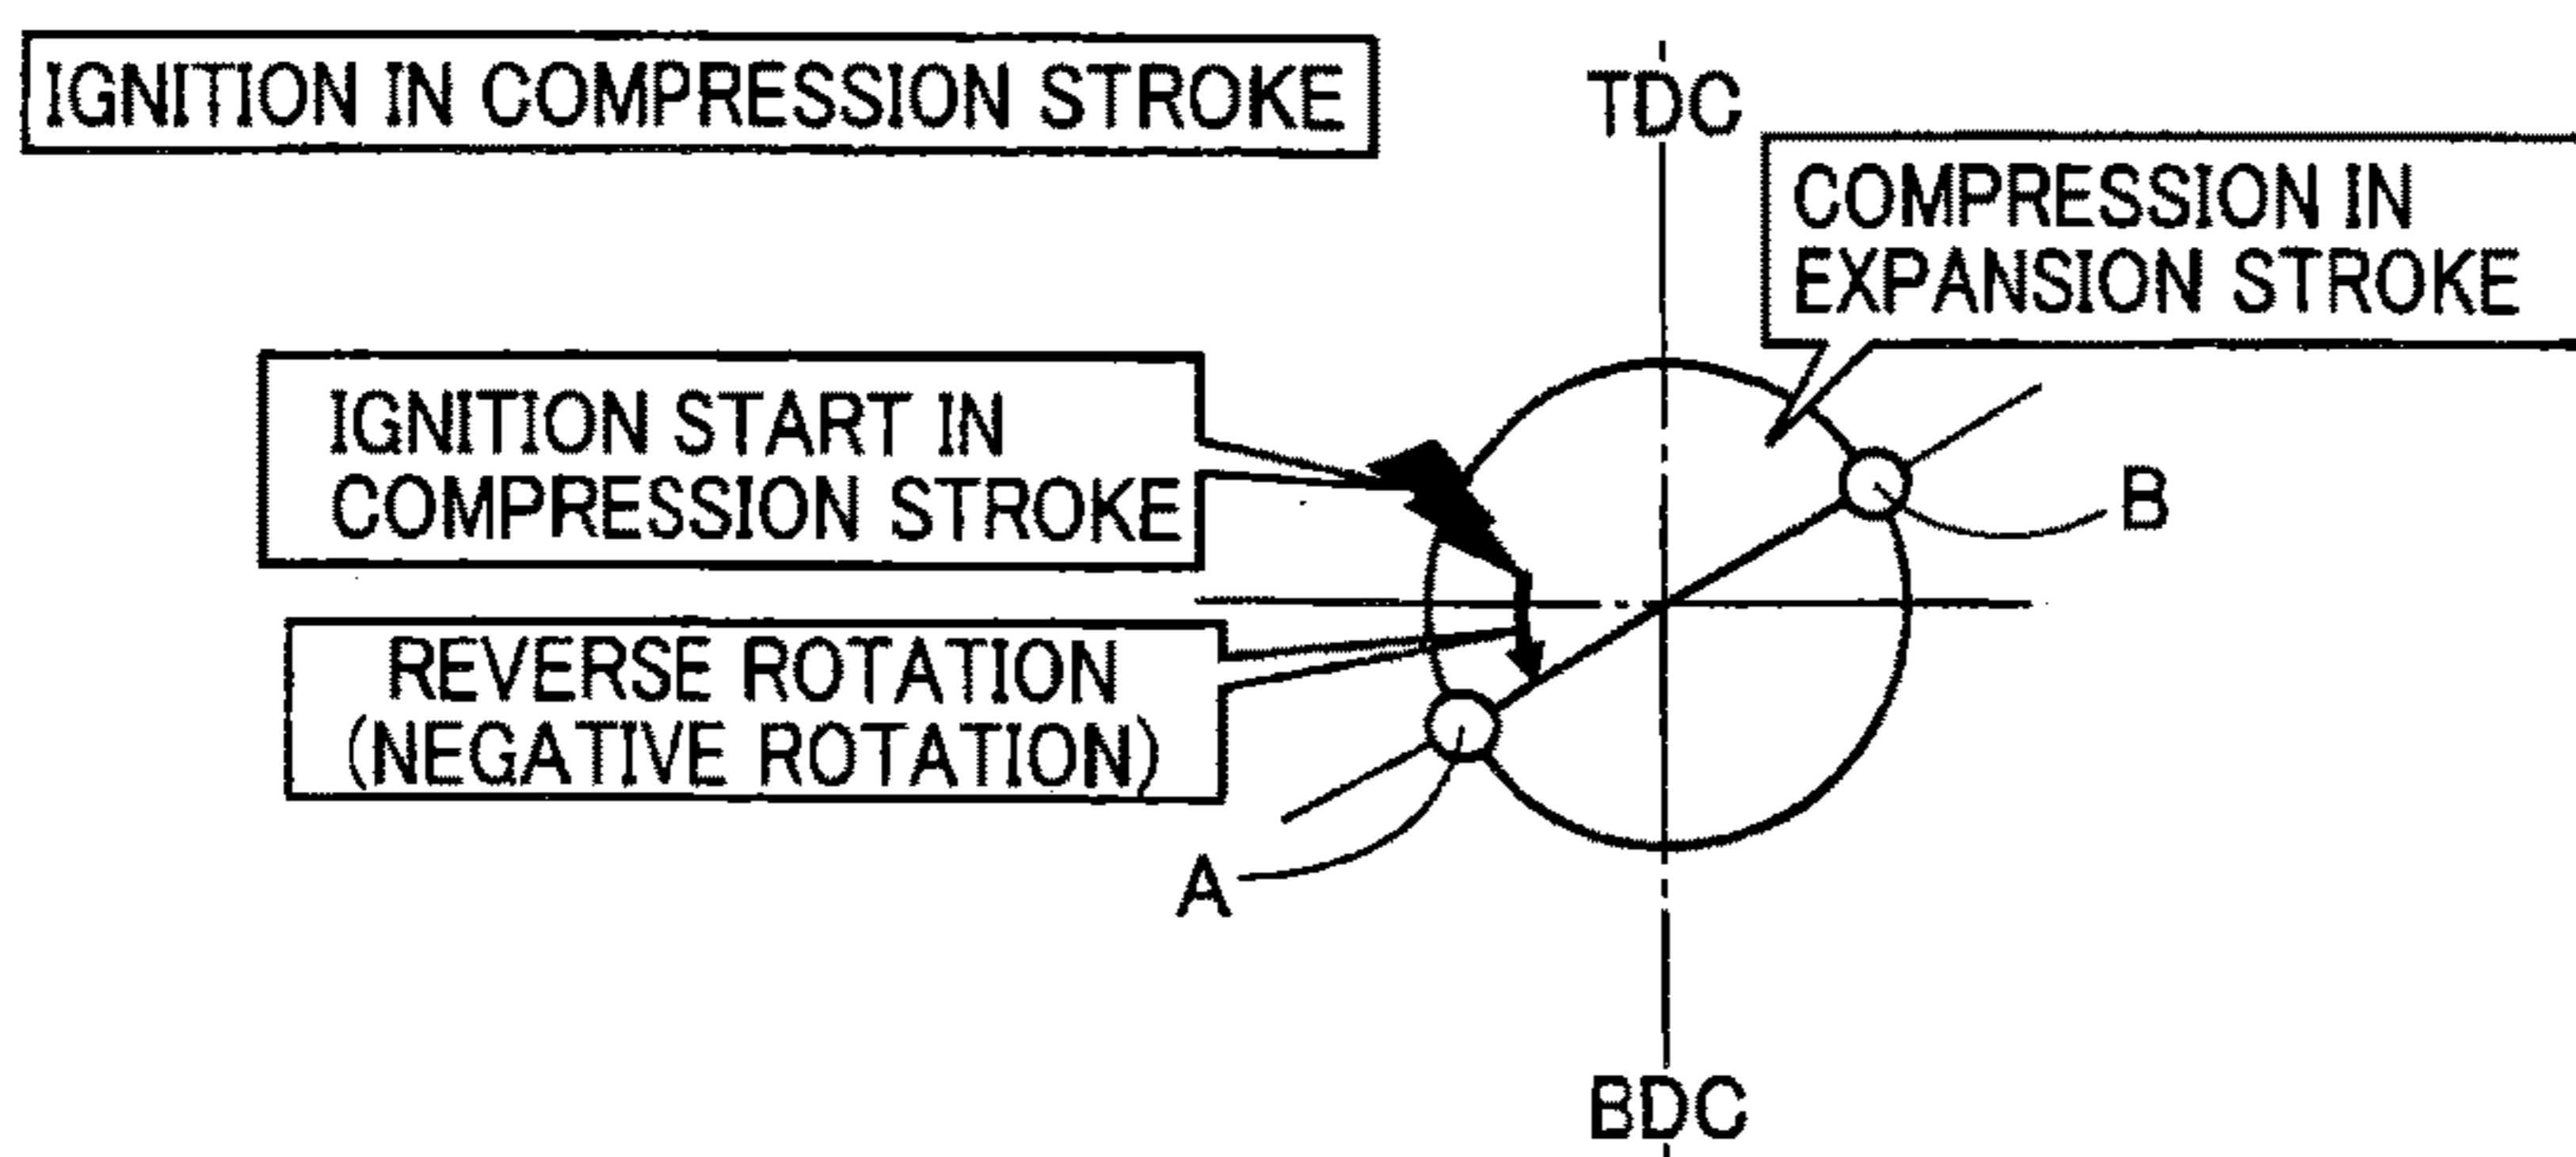 IGNITION IN COMPRESSION STROKE
TDC
COMPRESSION IN
EXPANSION STROKE
IGNITION START IN
COMPRESSION STROKE
B
REVERSE ROTATION
(NEGATIVE ROTATION)
A
BDC